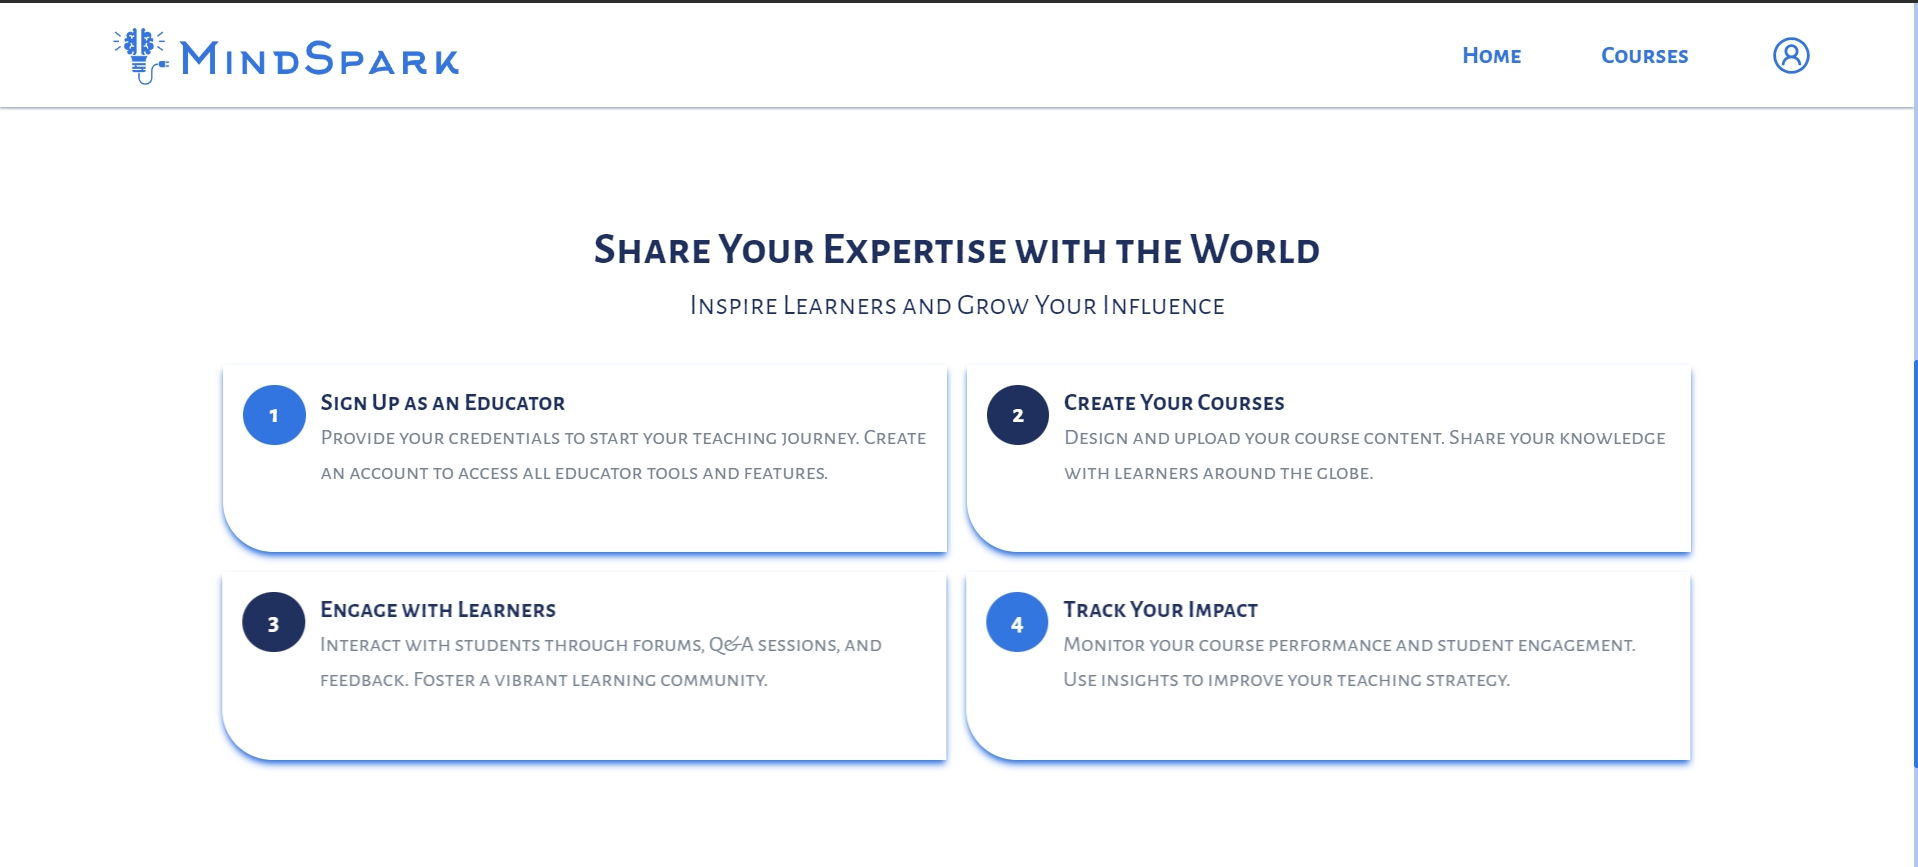 MindSpark
Home
Courses
Share Your Expertise with the World
Inspire Learners and Grow Your Influence
1
Sign Up as an Educator
Provide your credentials to start your teaching journey. Create
an account to access all educator tools and features.
2
Create Your Courses
Design and upload your course content. Share your knowledge
with learners around the globe.
3
Engage with Learners
Interact with students through forums, Q&A sessions, and
feedback. Foster a vibrant learning community.
4
Track Your Impact
Monitor your course performance and student engagement.
Use insights to improve your teaching strategy.